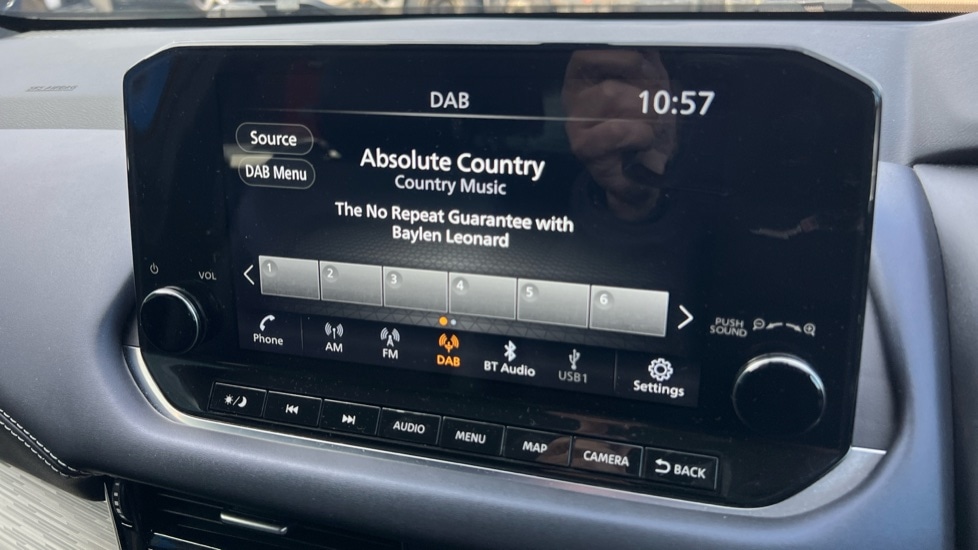 DAB
10:57
Source
DAB Menu
Absolute Country
Country Music
The No Repeat Guarantee with
Baylen Leonard
1 2 3 4 5 6
VOL
PUSH
SOUND
Phone AM FM DAB BT Audio USB1 Settings
AUDIO MENU MAP CAMERA BACK